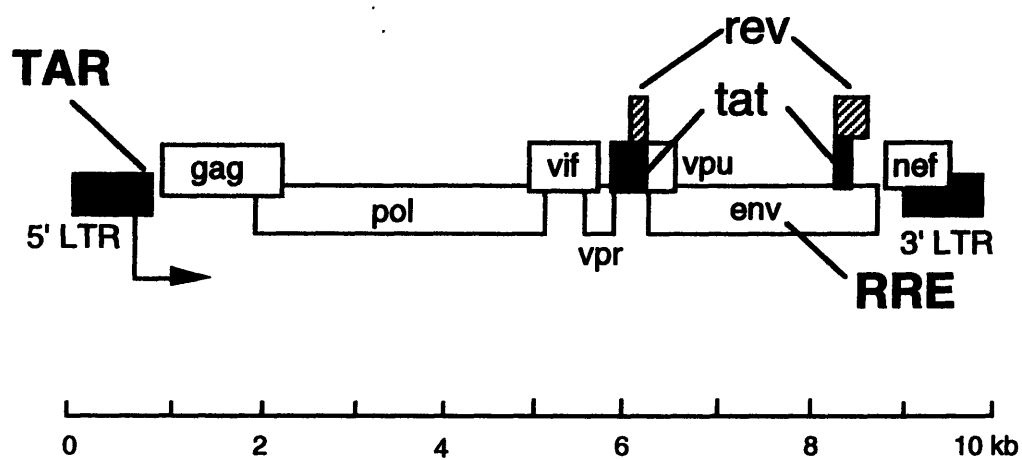 rev
TAR
tat
gag
vif
vpu
nef
pol
env
5' LTR
vpr
3' LTR
RRE
0 2 4 6 8 10 kb